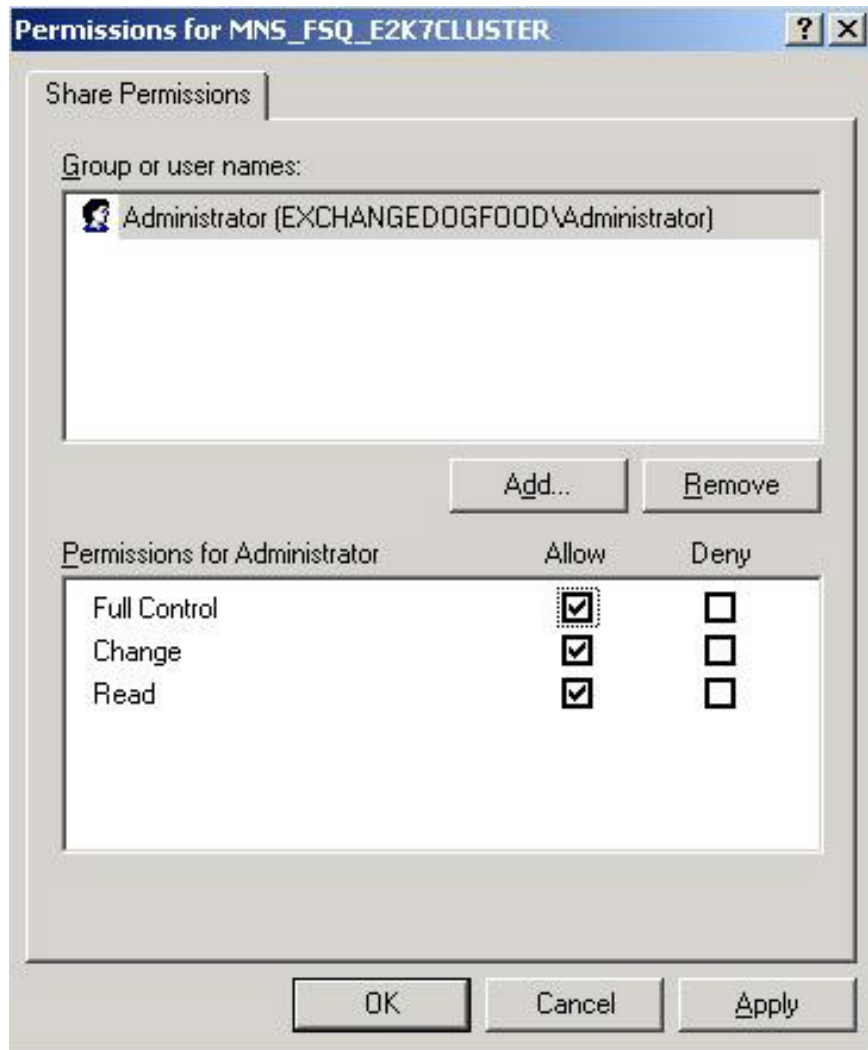 Permissions for MNS_FSQ_E2K7CLUSTER ? X
Share Permissions
Group or user names:
Administrator (EXCHANGEDOGFOOD\Administrator)
Add... Remove
Permissions for Administrator Allow Deny
Full Control
Change
Read
OK Cancel Apply